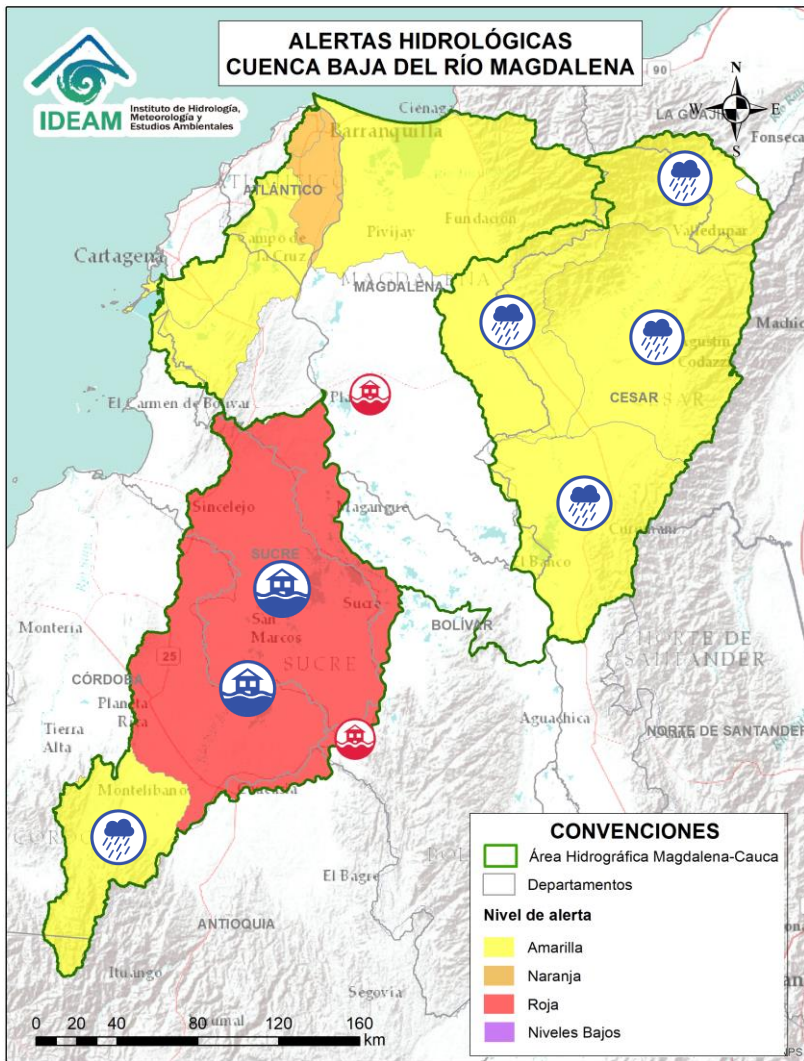 ALERTAS HIDROLÓGICAS
CUENCA BAJA DEL RÍO MAGDALENA
IDEAM
Instituto de Hidrología,
Meteorología y
Estudios Ambientales
N
W
E
S
90
Ciénaga
LA GUAJIRA
Fonseca
Barranquilla
ATLÁNTICO
Valledupar
Cartagena
Campo de
la Cruz
Pivijay
Fundación
MAGDALENA
MAGDALENA
Agustín
Codazzi
CESAR
El Carmen de Bolívar
Sincelejo
Magangué
El Banco
SUCRE
Sucre
San
Marcos
SUCRE
BOLÍVAR
Montería
25
NORTE DE
SANTANDER
CÓRDOBA
Planeta
Rica
Tierra
Alta
Aguachica
NORTE DE SANTANDER
Montelibano
El Bagre
ANTIOQUIA
Ituango
Segovia
CONVENCIONES
Área Hidrográfica Magdalena-Cauca
Departamentos
Nivel de alerta
Amarilla
Naranja
Roja
Niveles Bajos
0 20 40 80 120 160
km